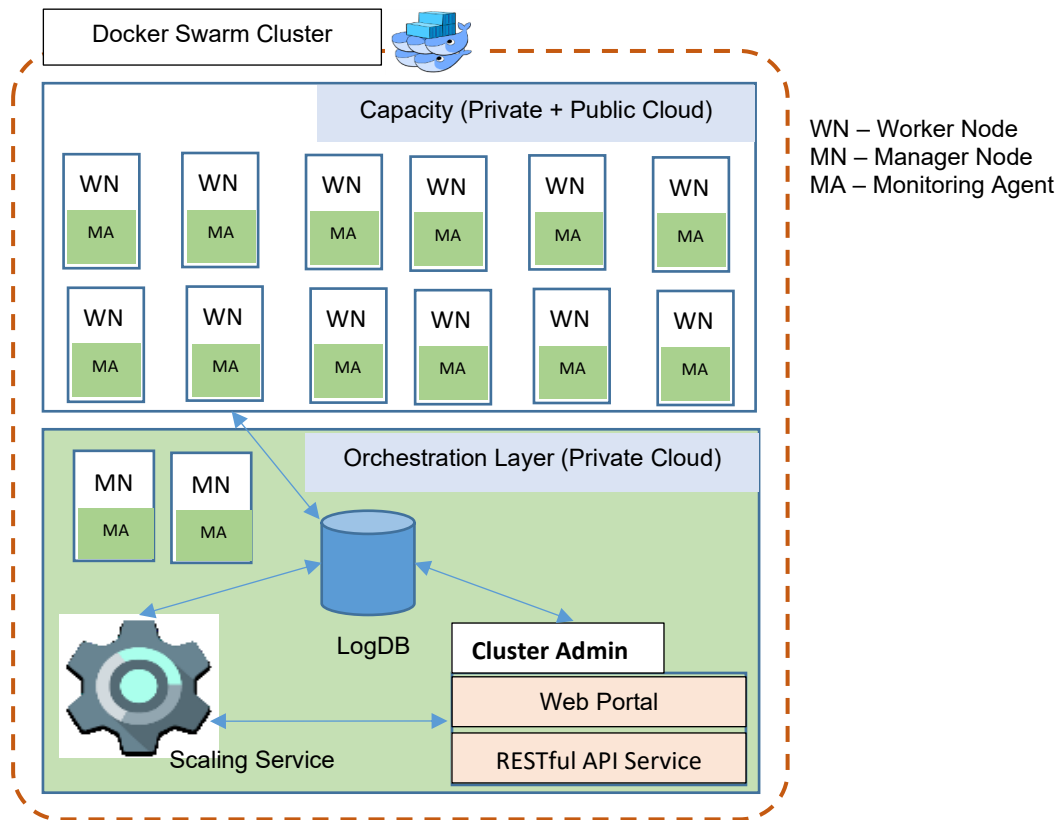 Docker Swarm Cluster
Capacity (Private + Public Cloud)
WN – Worker Node
MN – Manager Node
MA – Monitoring Agent
WN WN WN WN WN WN
MA MA MA MA MA MA
WN WN WN WN WN WN
MA MA MA MA MA MA
Orchestration Layer (Private Cloud)
MN MN
MA MA
LogDB
Cluster Admin
Web Portal
RESTful API Service
Scaling Service